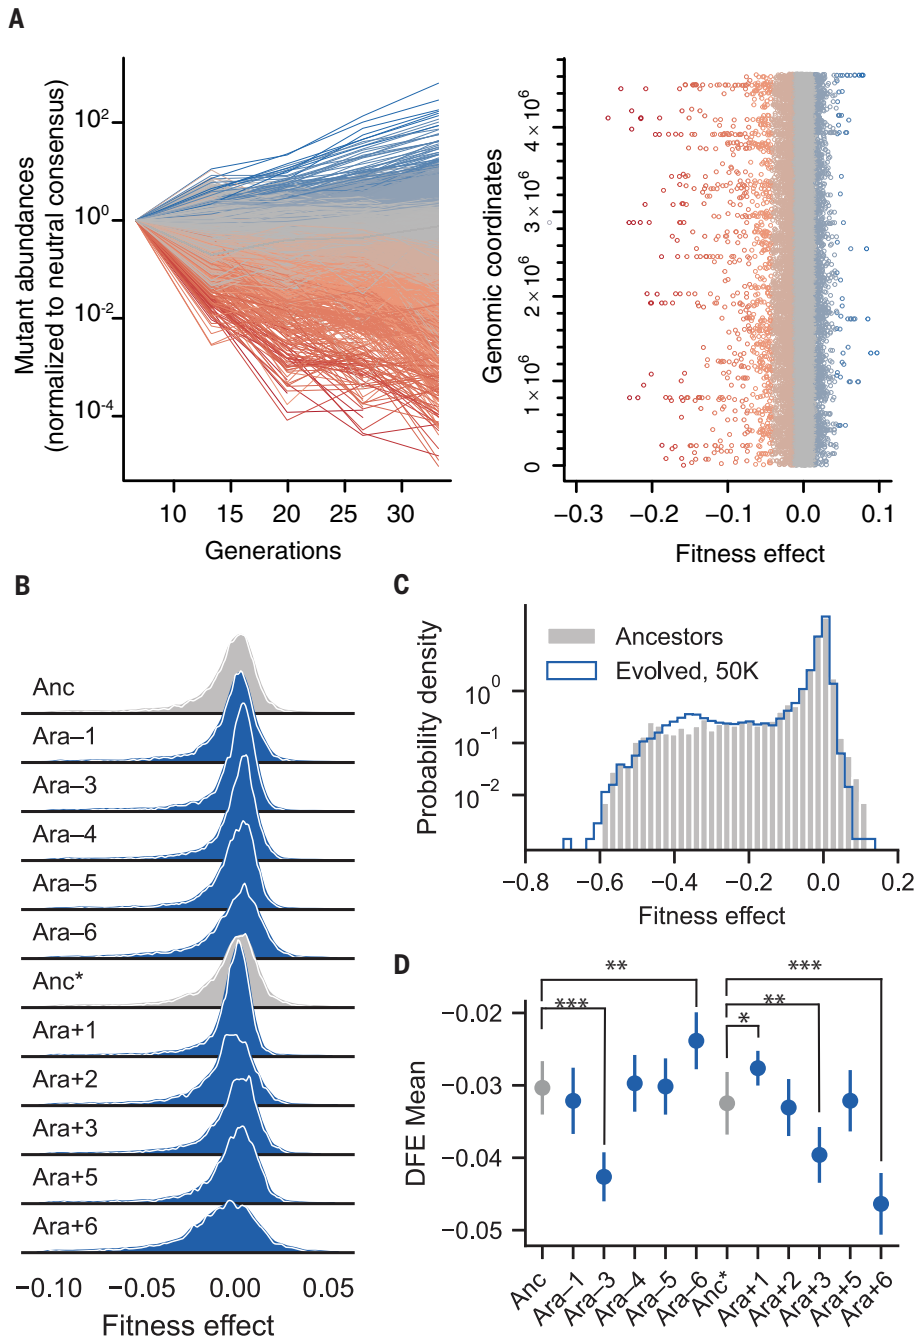 A
Mutant abundances
(normalized to neutral consensus)
10²
10⁰
10⁻²
10⁻⁴
10 15 20 25 30
Generations
Genomic coordinates
4 × 10⁶
3 × 10⁶
2 × 10⁶
1 × 10⁶
0
−0.3 −0.2 −0.1 0.0 0.1
Fitness effect
B
Anc
Ara−1
Ara−3
Ara−4
Ara−5
Ara−6
Anc*
Ara+1
Ara+2
Ara+3
Ara+5
Ara+6
−0.10 −0.05 0.00 0.05
Fitness effect
C
Probability density
10⁰
10⁻¹
10⁻²
Ancestors
Evolved, 50K
−0.8 −0.6 −0.4 −0.2 0.0 0.2
Fitness effect
D
DFE Mean
−0.02
−0.03
−0.04
−0.05
** ***
*** **
*
Anc Ara−1 Ara−3 Ara−4 Ara−5 Ara−6 Anc* Ara+1 Ara+2 Ara+3 Ara+5 Ara+6